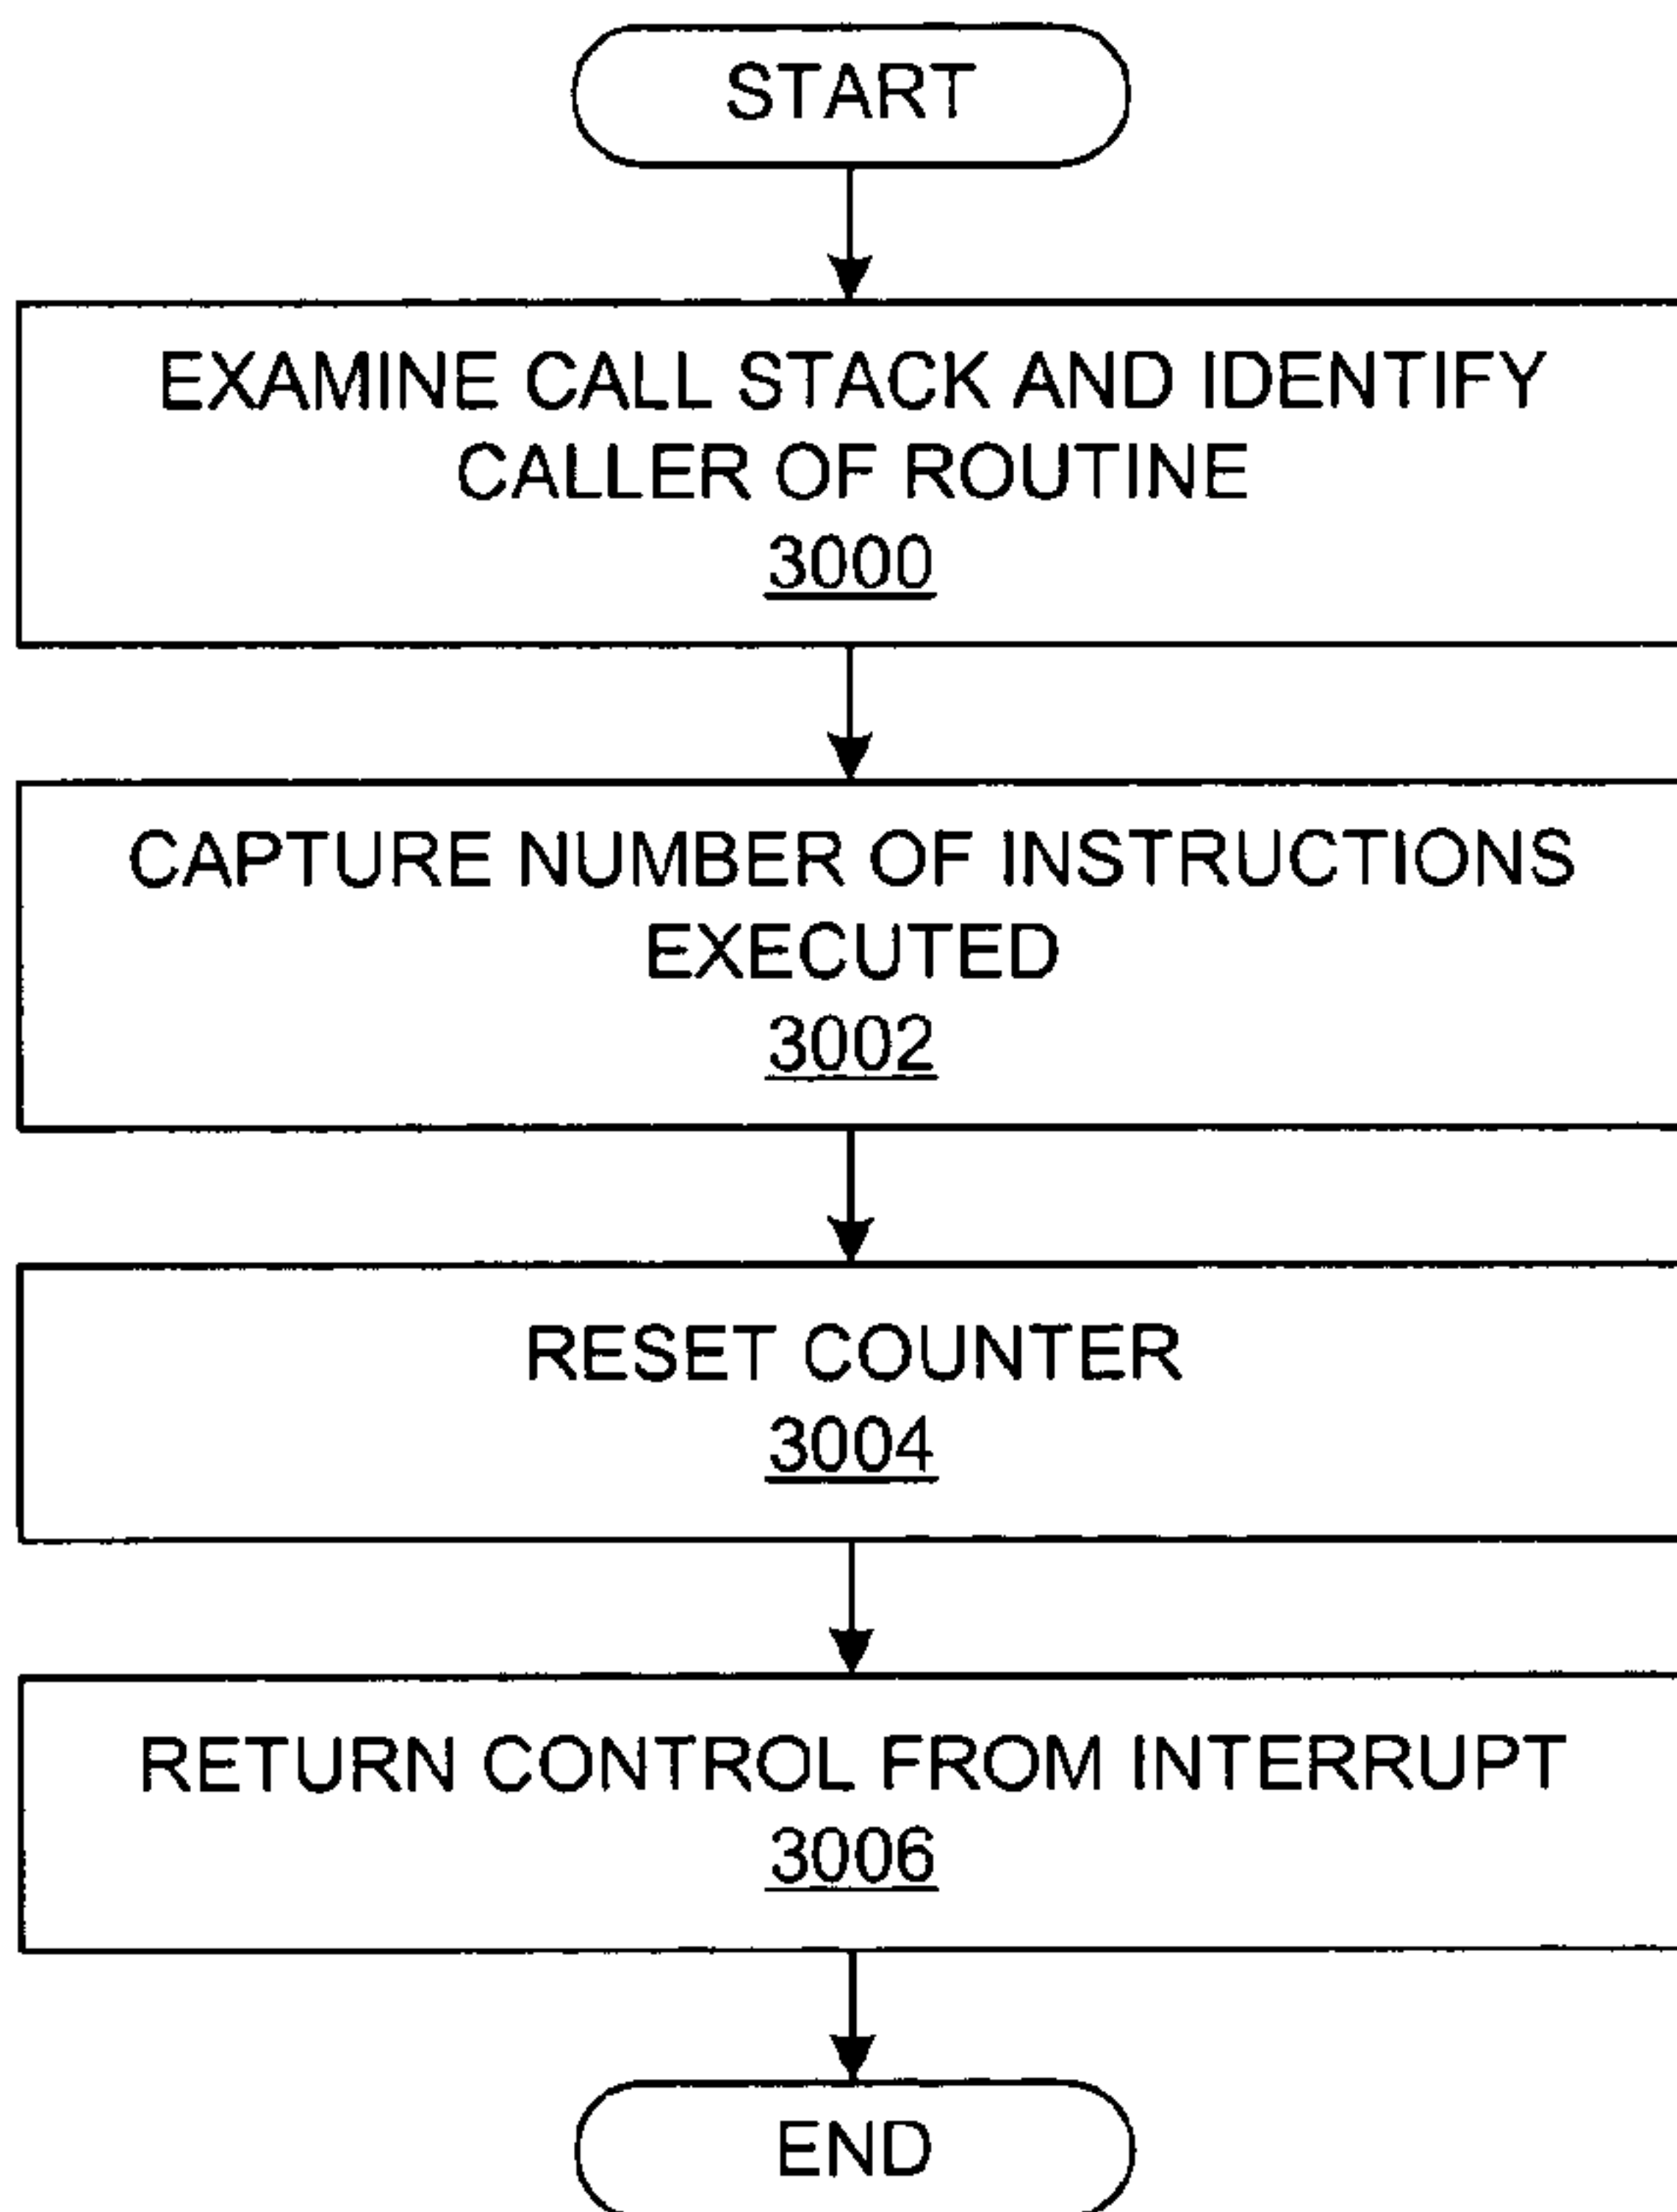 START
EXAMINE CALL STACK AND IDENTIFY
CALLER OF ROUTINE
3000
CAPTURE NUMBER OF INSTRUCTIONS
EXECUTED
3002
RESET COUNTER
3004
RETURN CONTROL FROM INTERRUPT
3006
END